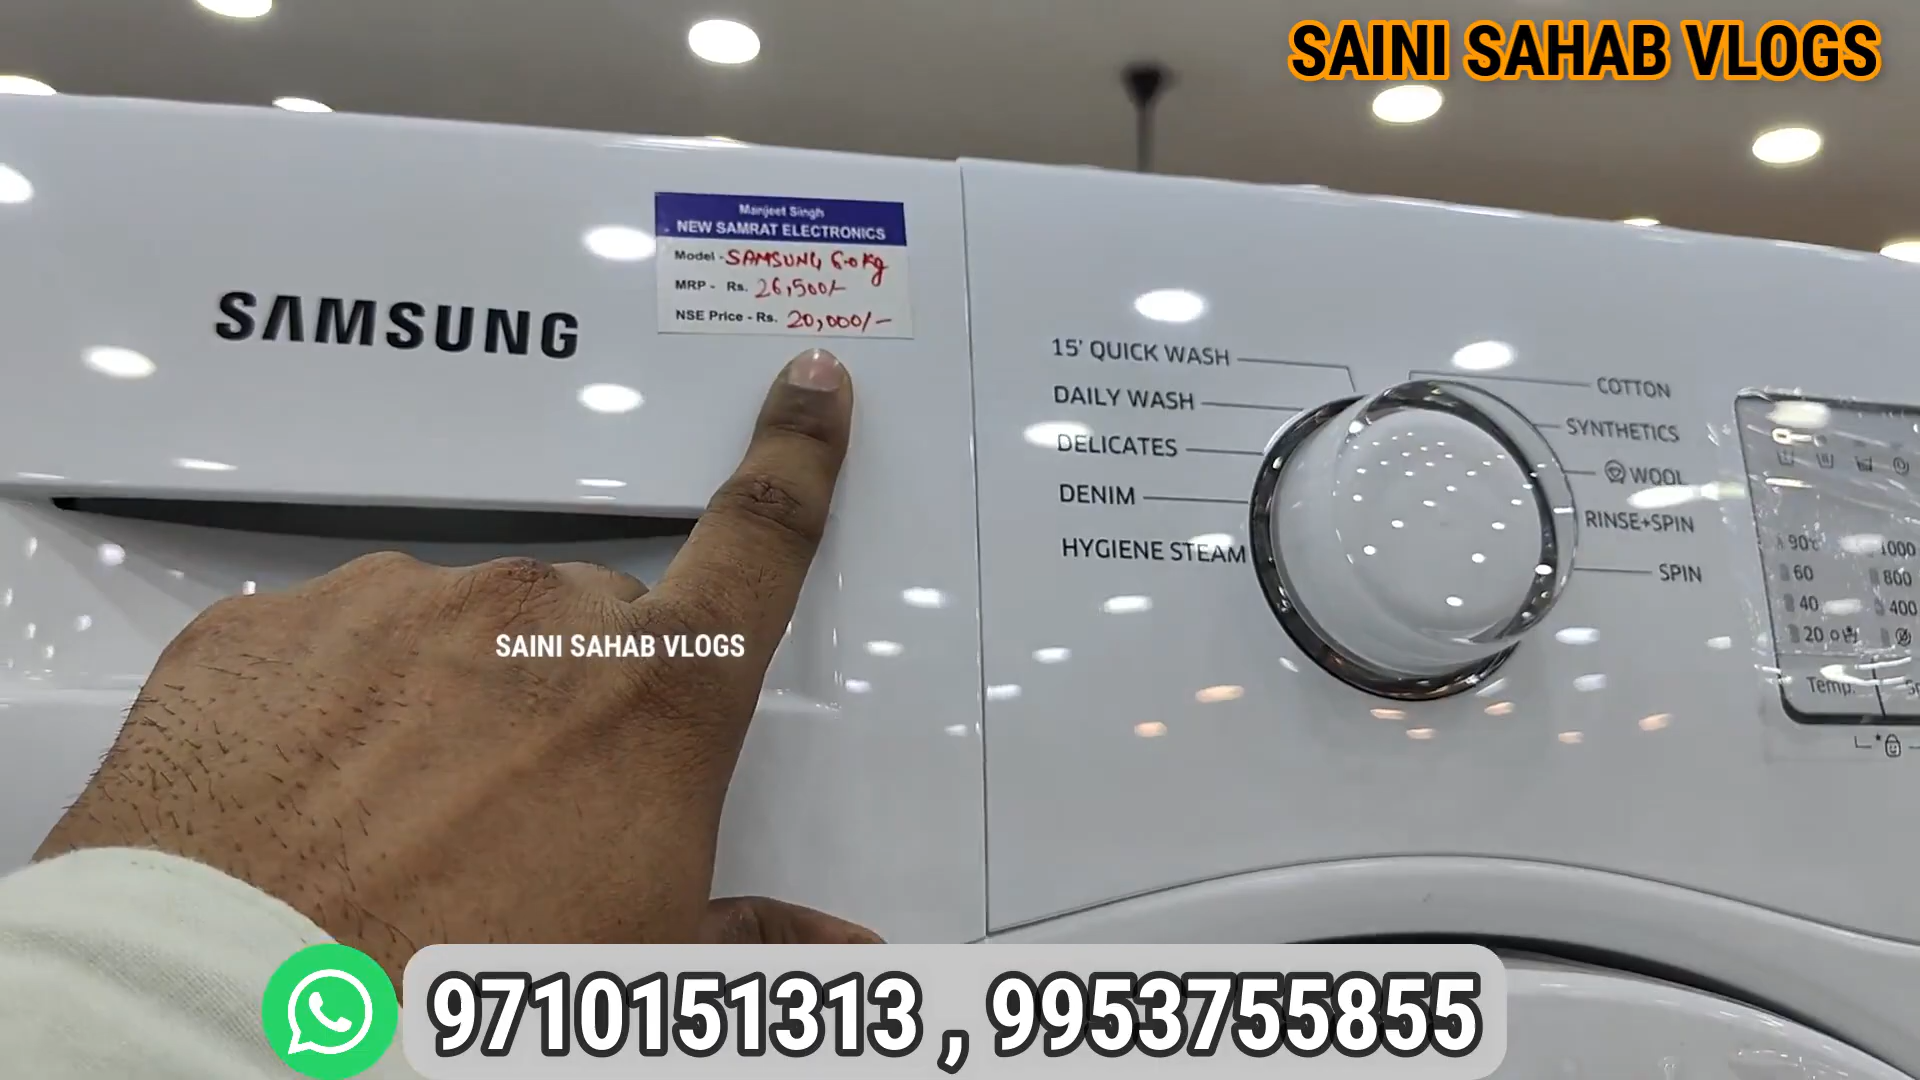 SAINI SAHAB VLOGS
Manjeet Singh
NEW SAMRAT ELECTRONICS
Model - SAMSUNG 6.0 Kg
MRP - Rs. 26,500/-
NSE Price - Rs. 20,000/-
SAMSUNG
15' QUICK WASH
DAILY WASH
DELICATES
DENIM
HYGIENE STEAM
COTTON
SYNTHETICS
WOOL
RINSE+SPIN
SPIN
90°c 1000
60 800
40 400
20
Temp.
SAINI SAHAB VLOGS
9710151313 , 9953755855